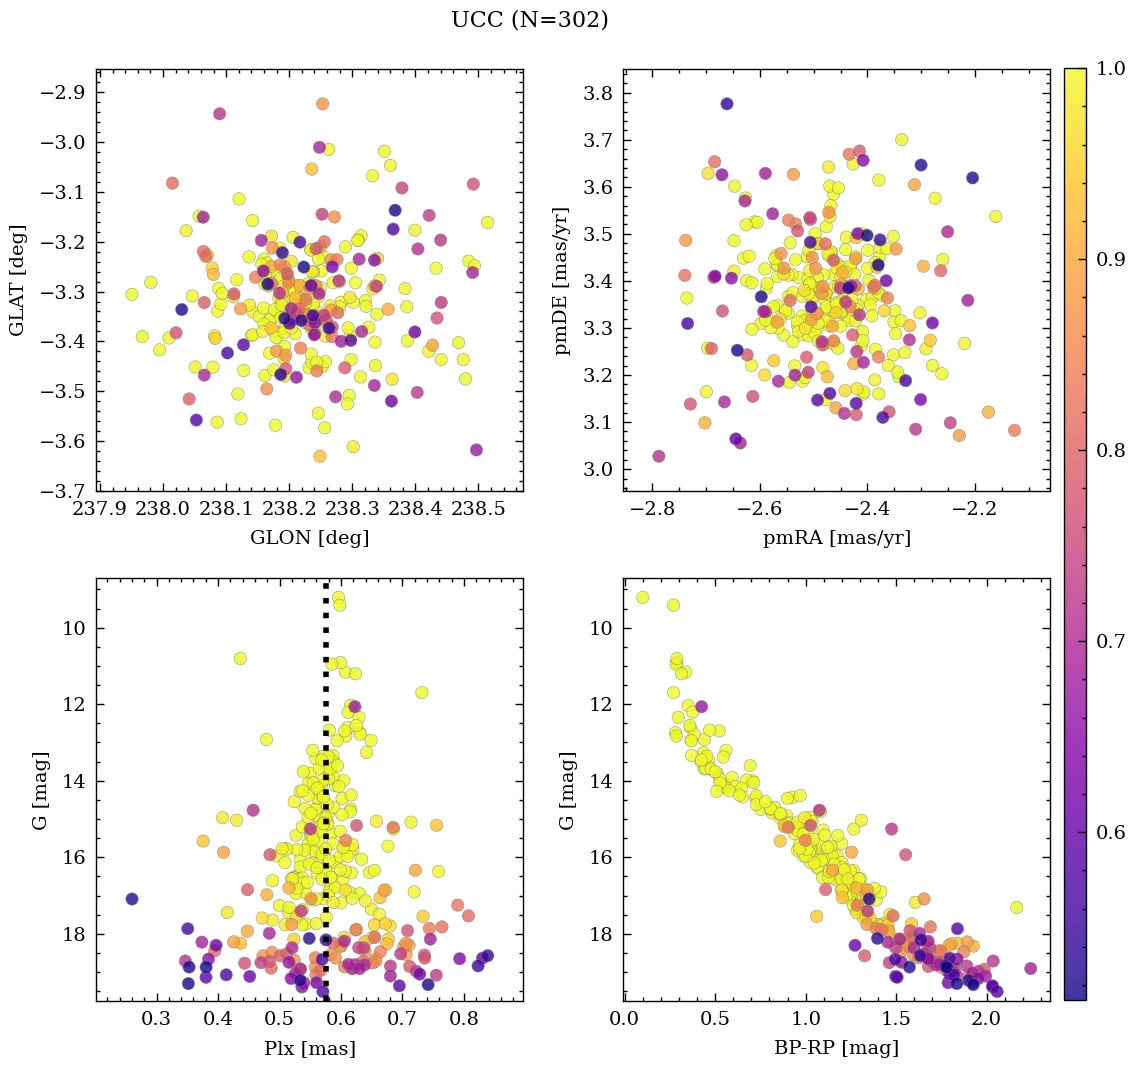 UCC (N=302)
−2.9
−3.0
−3.1
−3.2
−3.3
−3.4
−3.5
−3.6
−3.7
GLAT [deg]
237.9 238.0 238.1 238.2 238.3 238.4 238.5
GLON [deg]
3.8
3.7
3.6
3.5
3.4
3.3
3.2
3.1
3.0
pmDE [mas/yr]
−2.8 −2.6 −2.4 −2.2
pmRA [mas/yr]
10
12
14
16
18
G [mag]
0.3 0.4 0.5 0.6 0.7 0.8
Plx [mas]
10
12
14
16
18
G [mag]
0.0 0.5 1.0 1.5 2.0
BP-RP [mag]
1.0
0.9
0.8
0.7
0.6